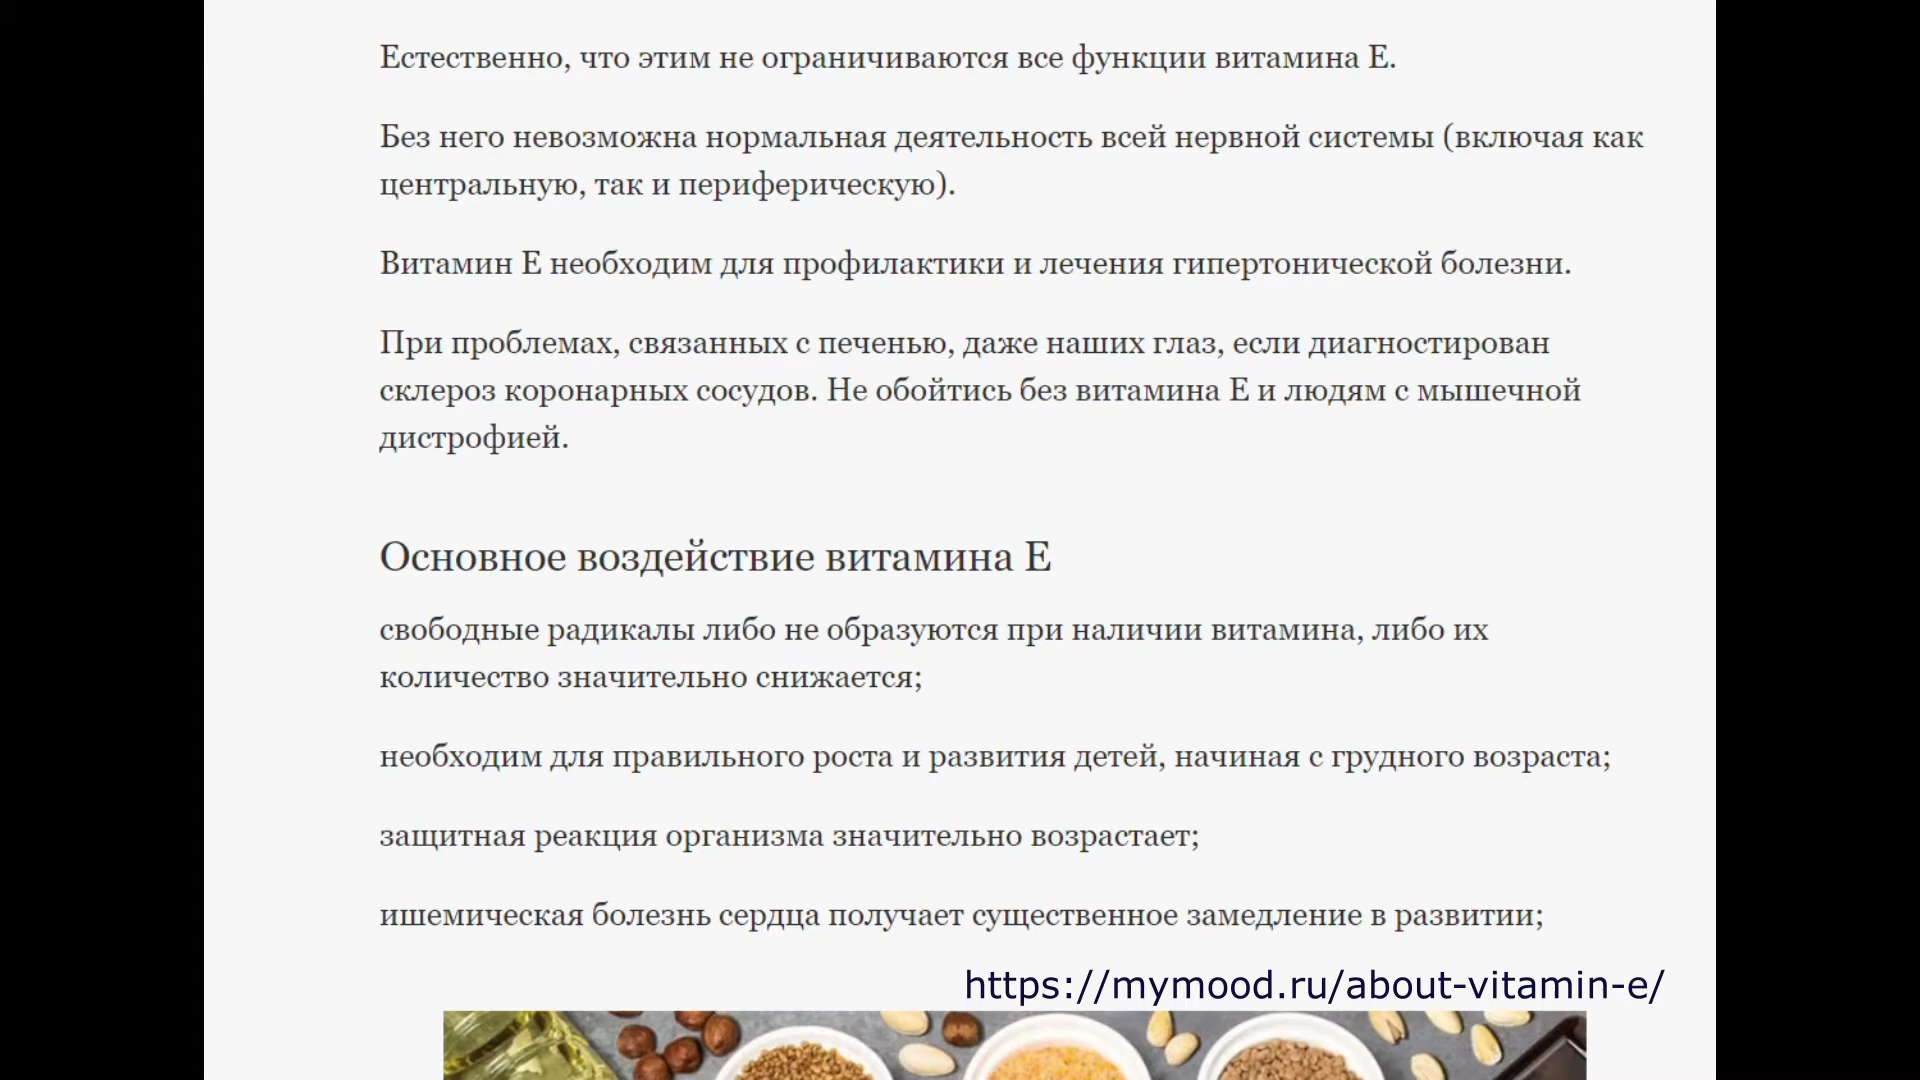 Естественно, что этим не ограничиваются все функции витамина Е.
Без него невозможна нормальная деятельность всей нервной системы (включая как
центральную, так и периферическую).
Витамин Е необходим для профилактики и лечения гипертонической болезни.
При проблемах, связанных с печенью, даже наших глаз, если диагностирован
склероз коронарных сосудов. Не обойтись без витамина Е и людям с мышечной
дистрофией.
Основное воздействие витамина Е
свободные радикалы либо не образуются при наличии витамина, либо их
количество значительно снижается;
необходим для правильного роста и развития детей, начиная с грудного возраста;
защитная реакция организма значительно возрастает;
ишемическая болезнь сердца получает существенное замедление в развитии;
https://mymood.ru/about-vitamin-e/